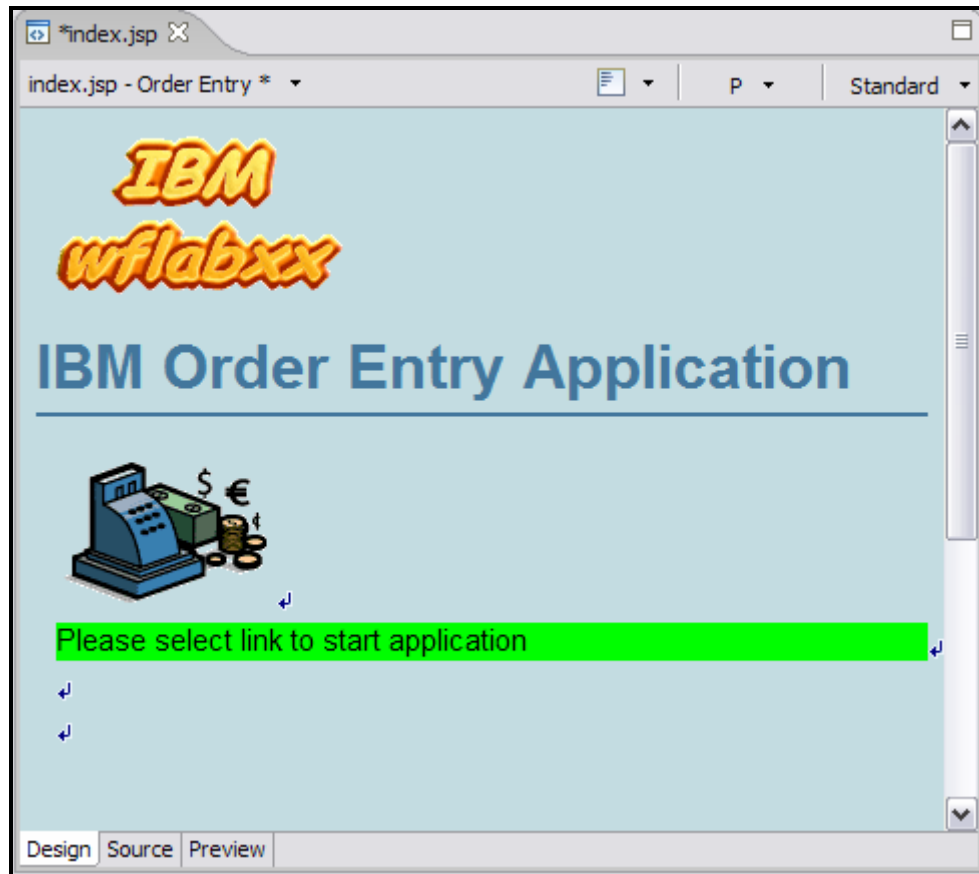 *index.jsp
index.jsp - Order Entry * P Standard
IBM
wflabxx
IBM Order Entry Application
$ € ¢
Please select link to start application
Design Source Preview